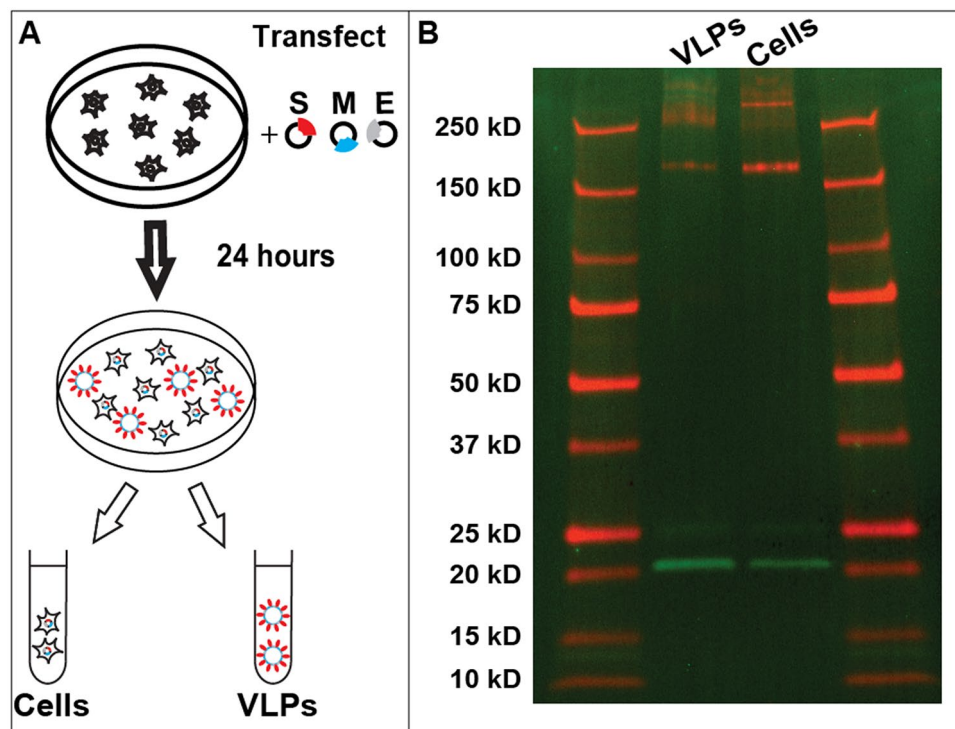 A
Transfect
S M E
+
24 hours
Cells
VLPs
B
VLPs
Cells
250 kD
150 kD
100 kD
75 kD
50 kD
37 kD
25 kD
20 kD
15 kD
10 kD